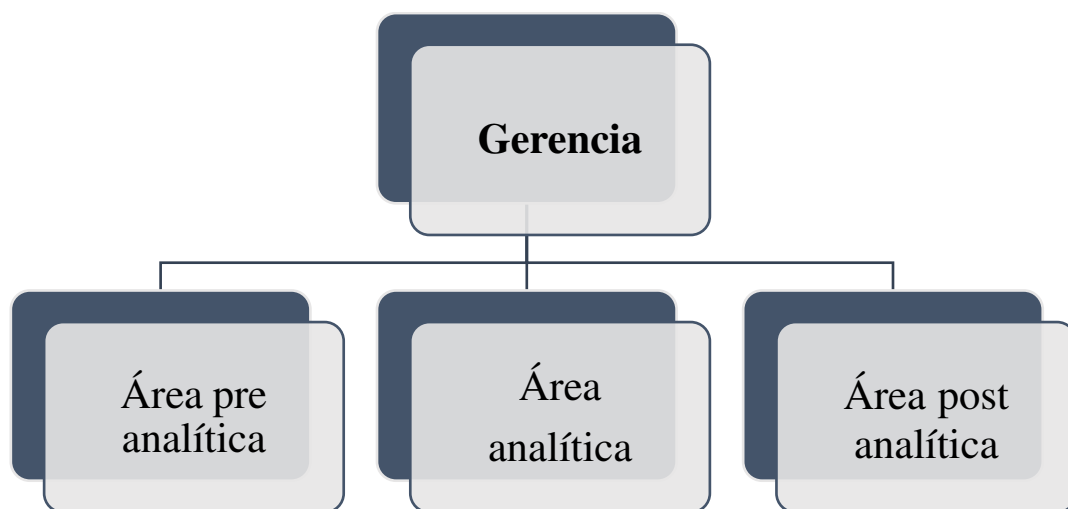 Gerencia
Área pre
analítica
Área
analítica
Área post
analítica